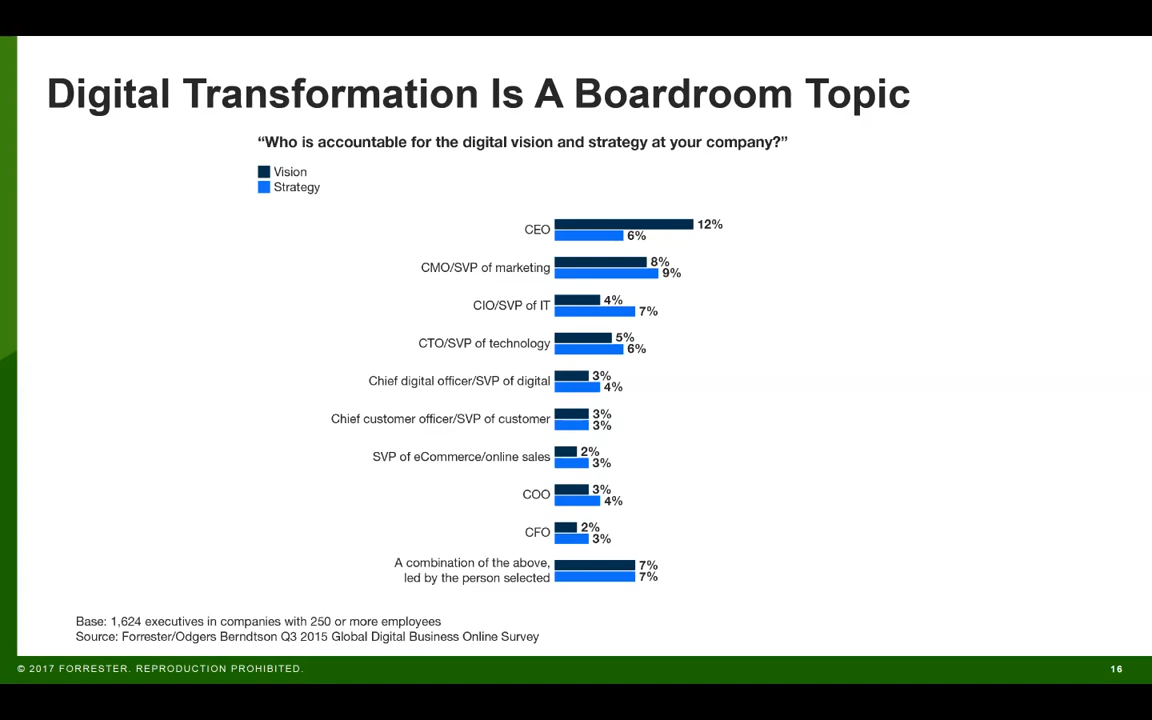 Digital Transformation Is A Boardroom Topic
“Who is accountable for the digital vision and strategy at your company?”
Vision
Strategy
CEO 12%
6%
CMO/SVP of marketing 8%
9%
CIO/SVP of IT 4%
7%
CTO/SVP of technology 5%
6%
Chief digital officer/SVP of digital 3%
4%
Chief customer officer/SVP of customer 3%
3%
SVP of eCommerce/online sales 2%
3%
COO 3%
4%
CFO 2%
3%
A combination of the above, 7%
led by the person selected 7%
Base: 1,624 executives in companies with 250 or more employees
Source: Forrester/Odgers Berndtson Q3 2015 Global Digital Business Online Survey
© 2017 FORRESTER. REPRODUCTION PROHIBITED. 16